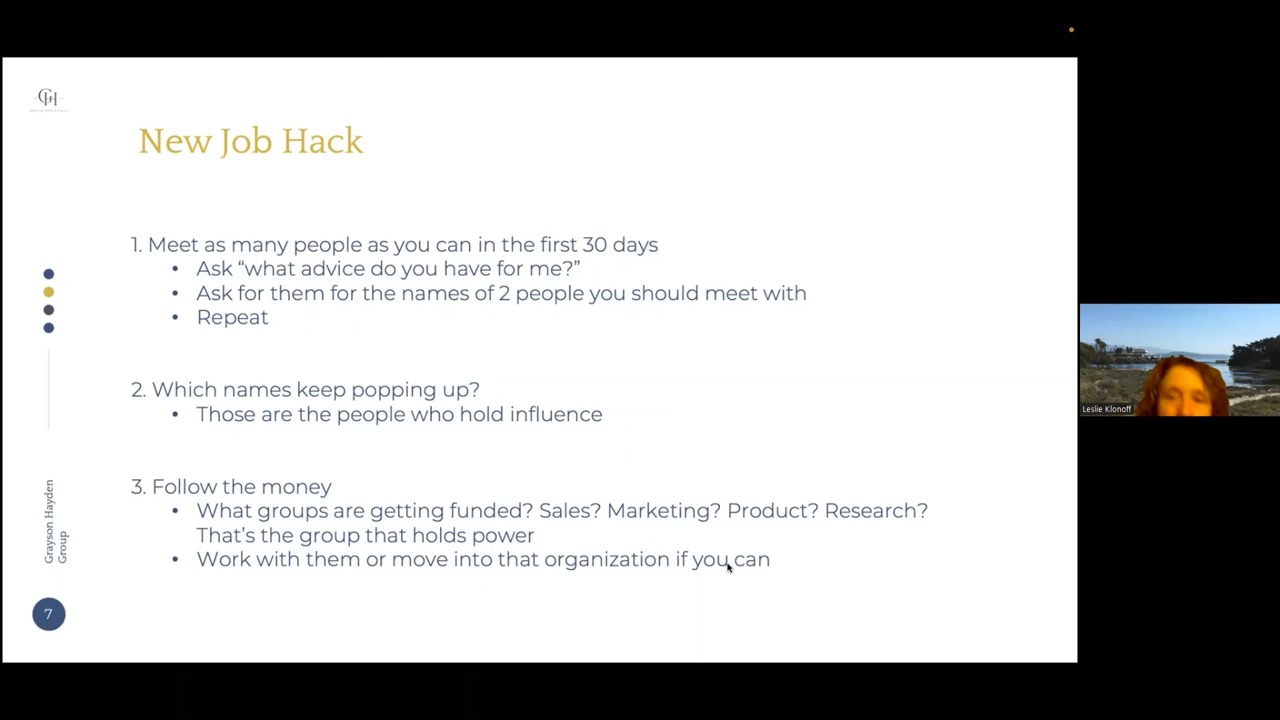 GH
New Job Hack
1. Meet as many people as you can in the first 30 days
• Ask “what advice do you have for me?”
• Ask for them for the names of 2 people you should meet with
• Repeat
2. Which names keep popping up?
• Those are the people who hold influence
3. Follow the money
• What groups are getting funded? Sales? Marketing? Product? Research?
That’s the group that holds power
• Work with them or move into that organization if you can
Grayson Hayden
Group
7
Leslie Klonoff